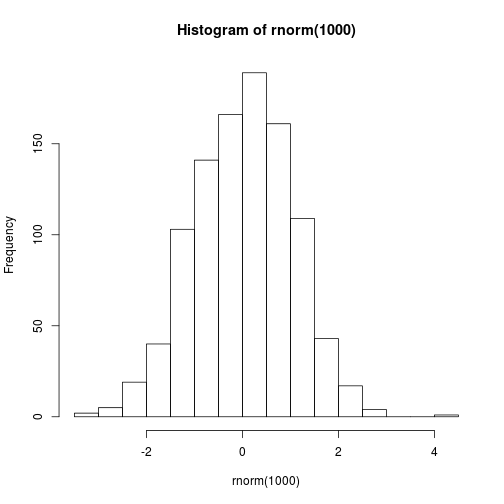 Histogram of rnorm(1000)
Frequency
150
100
50
0
-2 0 2 4
rnorm(1000)